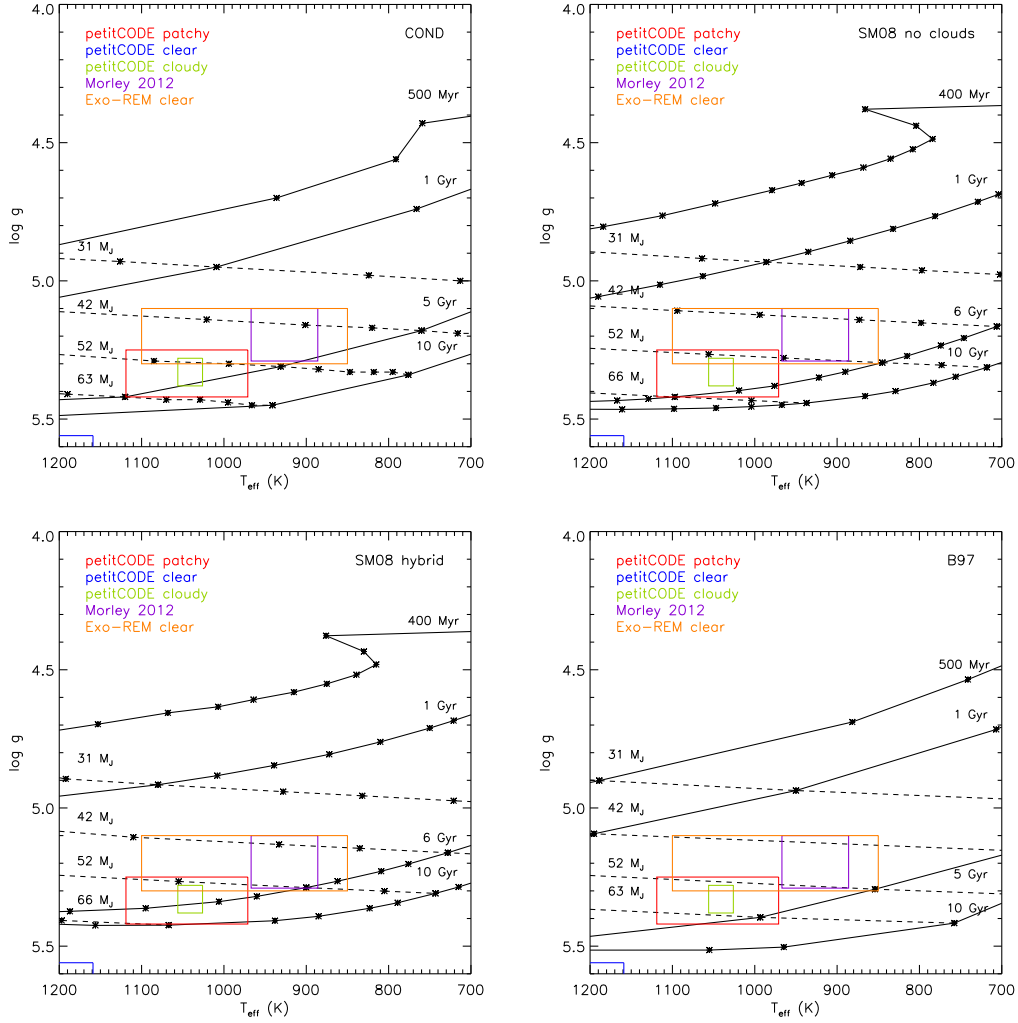 4.0
petitCODE patchy
COND
petitCODE clear
petitCODE cloudy
Morley 2012
Exo-REM clear
500 Myr
4.5
1 Gyr
log g
31 MJ
5.0
42 MJ
5 Gyr
52 MJ
10 Gyr
63 MJ
5.5
1200 1100 1000 900 800 700
Teff (K)
4.0
petitCODE patchy
SM08 no clouds
petitCODE clear
petitCODE cloudy
Morley 2012
Exo-REM clear
400 Myr
4.5
1 Gyr
log g
31 MJ
5.0
42 MJ
6 Gyr
52 MJ
10 Gyr
66 MJ
5.5
1200 1100 1000 900 800 700
Teff (K)
4.0
petitCODE patchy
SM08 hybrid
petitCODE clear
petitCODE cloudy
Morley 2012
Exo-REM clear
400 Myr
4.5
1 Gyr
log g
31 MJ
5.0
42 MJ
6 Gyr
52 MJ
10 Gyr
66 MJ
5.5
1200 1100 1000 900 800 700
Teff (K)
4.0
petitCODE patchy
B97
petitCODE clear
petitCODE cloudy
Morley 2012
Exo-REM clear
500 Myr
4.5
1 Gyr
log g
31 MJ
5.0
42 MJ
52 MJ
5 Gyr
63 MJ
10 Gyr
5.5
1200 1100 1000 900 800 700
Teff (K)